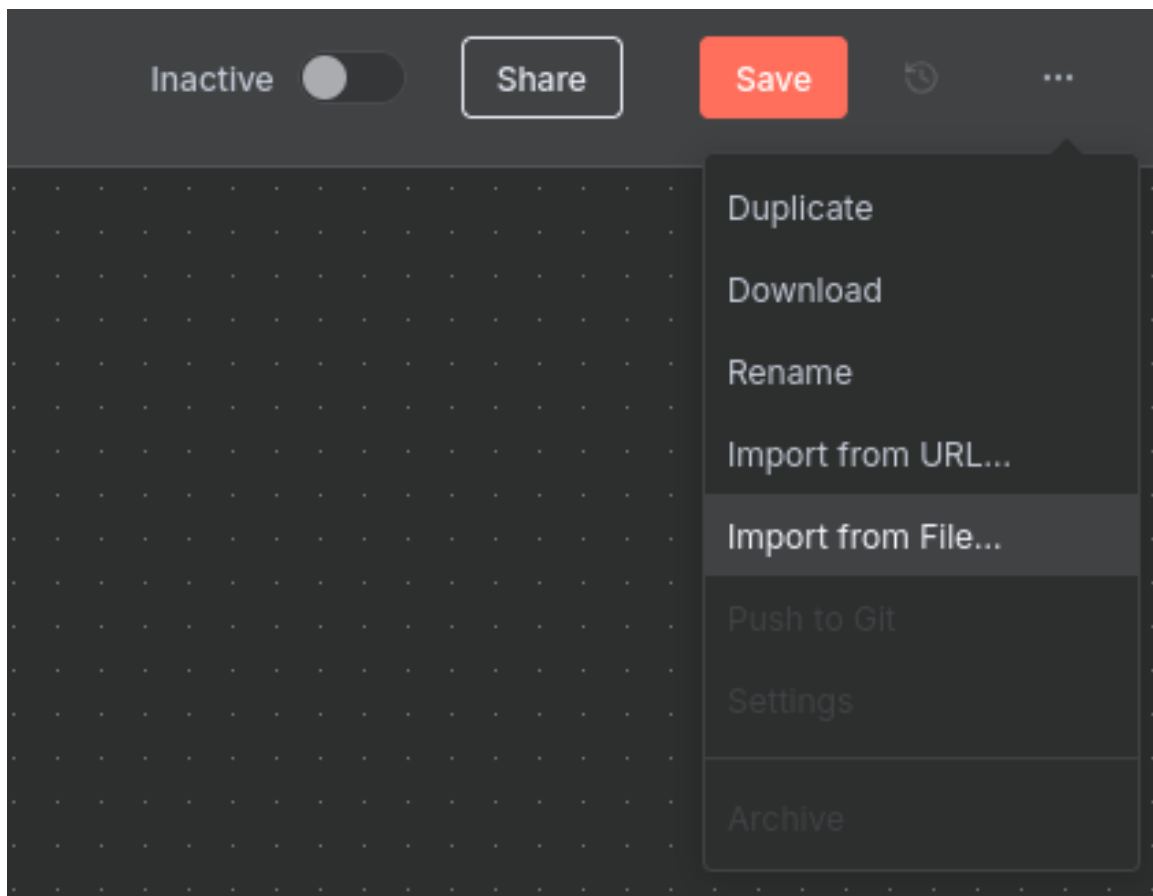 Inactive
Share
Save
Duplicate
Download
Rename
Import from URL...
Import from File...
Push to Git
Settings
Archive